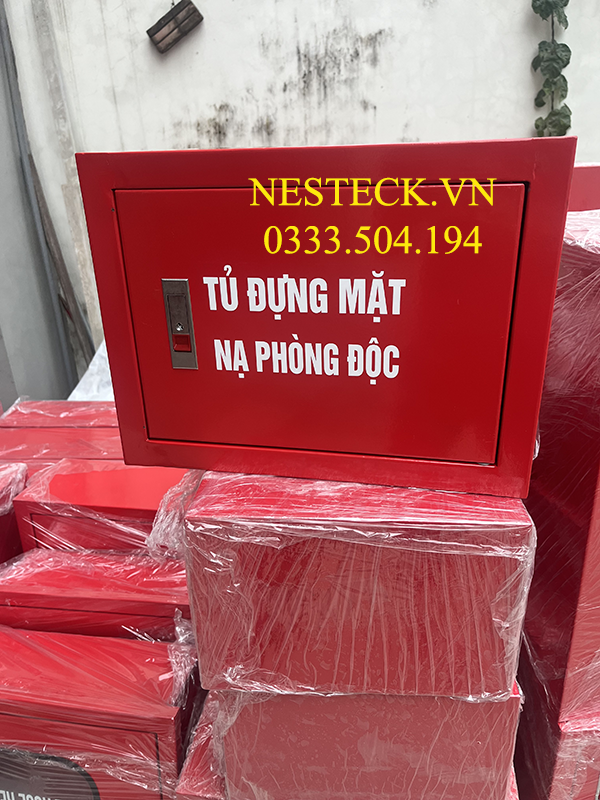 NESTECK.VN
0333.504.194
TỦ ĐỰNG MẶT
NẠ PHÒNG ĐỘC